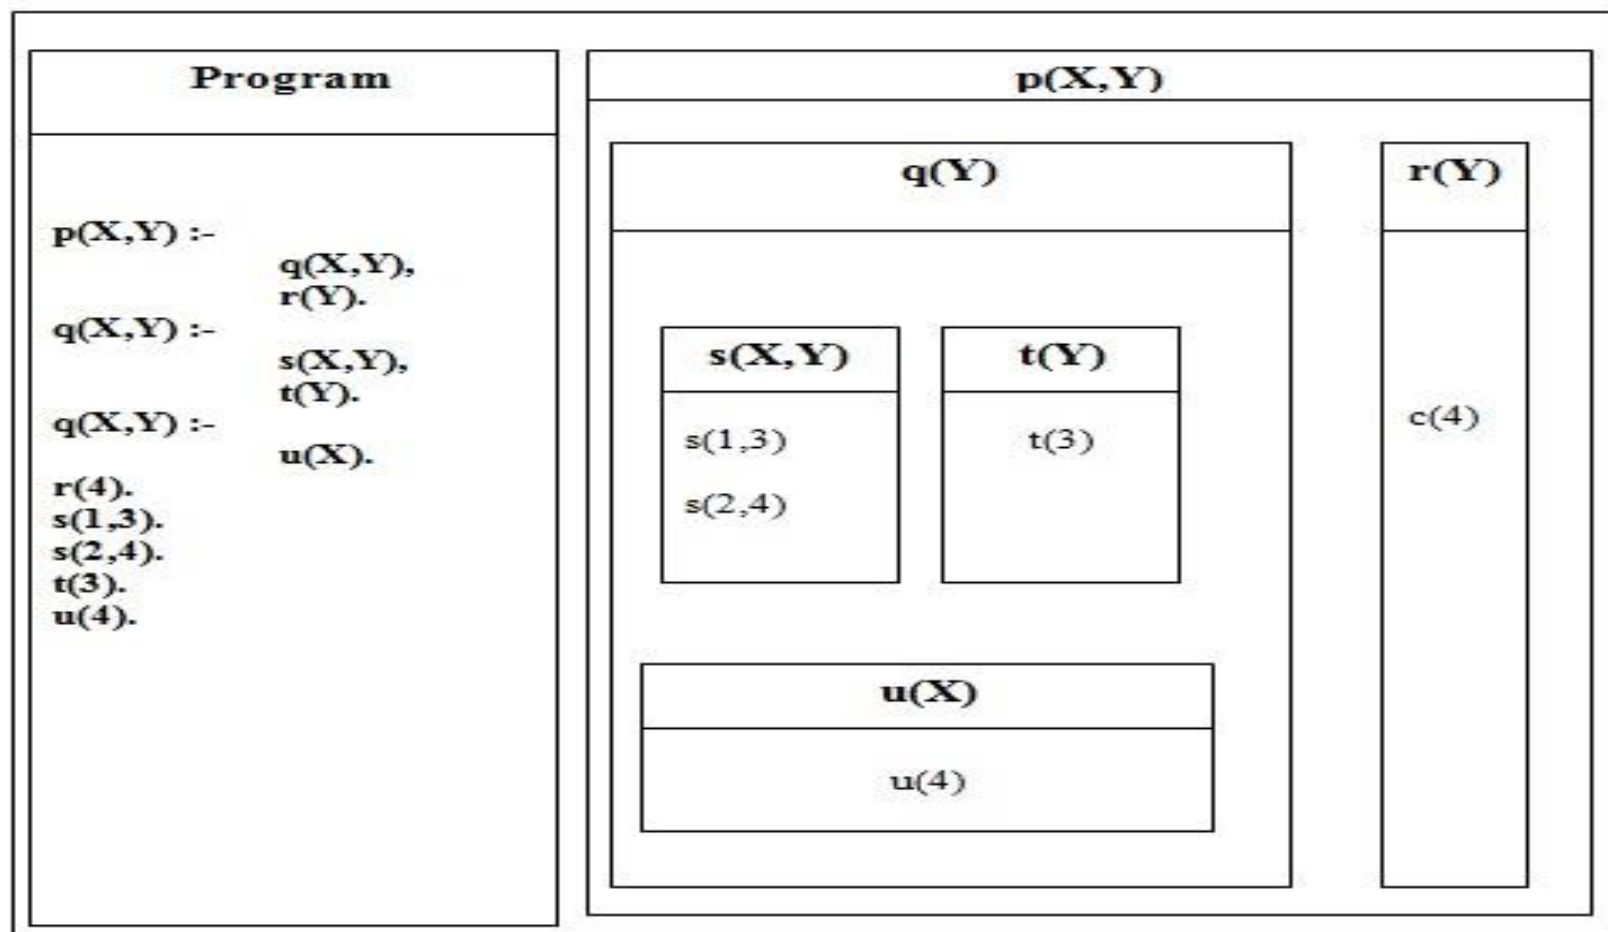 Program
p(X,Y) :-
q(X,Y),
r(Y).
q(X,Y) :-
s(X,Y),
t(Y).
q(X,Y) :-
u(X).
r(4).
s(1,3).
s(2,4).
t(3).
u(4).
p(X,Y)
q(Y)
r(Y)
s(X,Y)
t(Y)
s(1,3)
t(3)
c(4)
s(2,4)
u(X)
u(4)